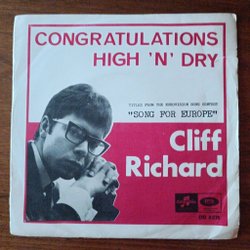 CONGRATULATIONS
HIGH 'N' DRY
TITLES FROM THE EUROVISION SONG CONTEST
"SONG FOR EUROPE"
Cliff
Richard